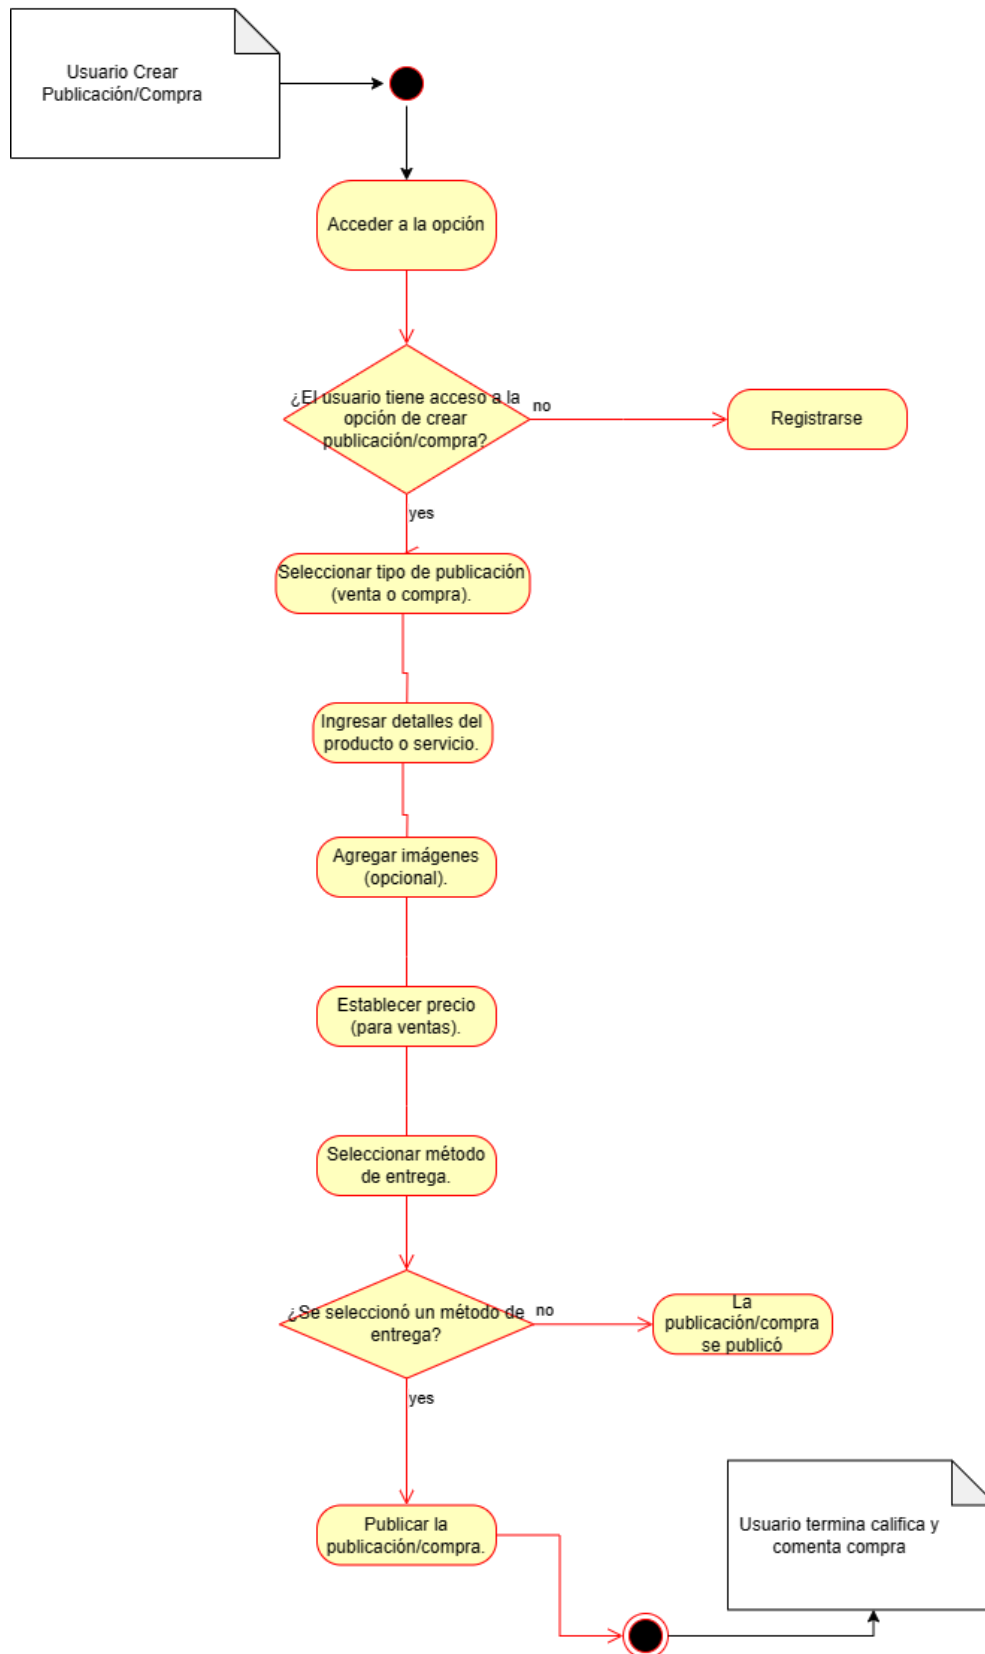 Usuario Crear
Publicación/Compra
Acceder a la opción
¿El usuario tiene acceso a la
opción de crear
publicación/compra?
no
Registrarse
yes
Seleccionar tipo de publicación
(venta o compra).
Ingresar detalles del
producto o servicio.
Agregar imágenes
(opcional).
Establecer precio
(para ventas).
Seleccionar método
de entrega.
¿Se seleccionó un método de
entrega?
no
La
publicación/compra
se publicó
yes
Publicar la
publicación/compra.
Usuario termina califica y
comenta compra